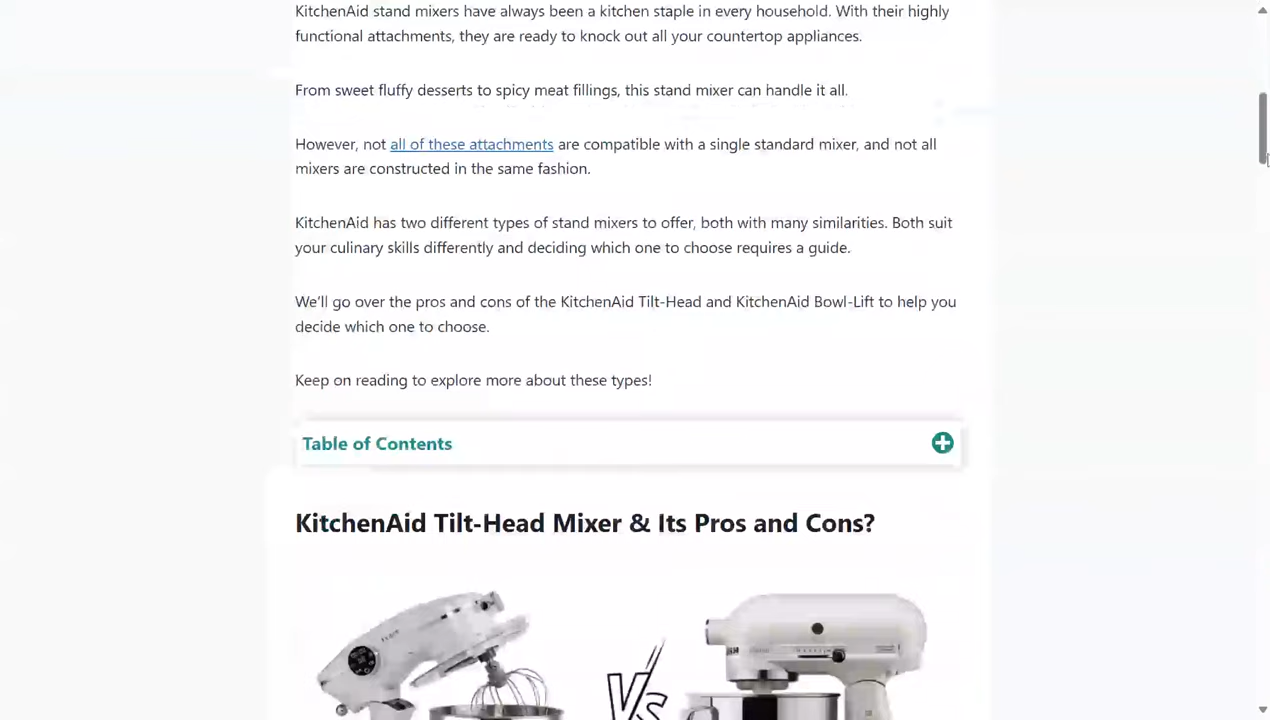 KitchenAid stand mixers have always been a kitchen staple in every household. With their highly
functional attachments, they are ready to knock out all your countertop appliances.
From sweet fluffy desserts to spicy meat fillings, this stand mixer can handle it all.
However, not all of these attachments are compatible with a single standard mixer, and not all
mixers are constructed in the same fashion.
KitchenAid has two different types of stand mixers to offer, both with many similarities. Both suit
your culinary skills differently and deciding which one to choose requires a guide.
We'll go over the pros and cons of the KitchenAid Tilt-Head and KitchenAid Bowl-Lift to help you
decide which one to choose.
Keep on reading to explore more about these types!
Table of Contents
KitchenAid Tilt-Head Mixer & Its Pros and Cons?
Vs